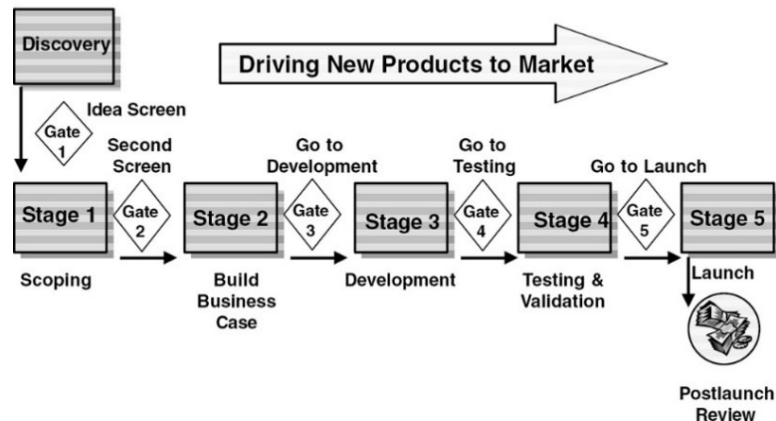 Discovery
Driving New Products to Market
Idea Screen
Gate
1
Second
Screen
Go to
Development
Go to
Testing
Go to Launch
Stage 1
Gate
2
Stage 2
Gate
3
Stage 3
Gate
4
Stage 4
Gate
5
Stage 5
Scoping
Build
Business
Case
Development
Testing &
Validation
Launch
Postlaunch
Review